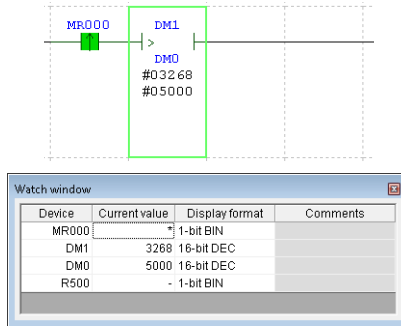 MR000 DM1
>
DM0
#03268
#05000
Watch window
Device Current value Display format Comments
MR000 * 1-bit BIN
DM1 3268 16-bit DEC
DM0 5000 16-bit DEC
R500 - 1-bit BIN